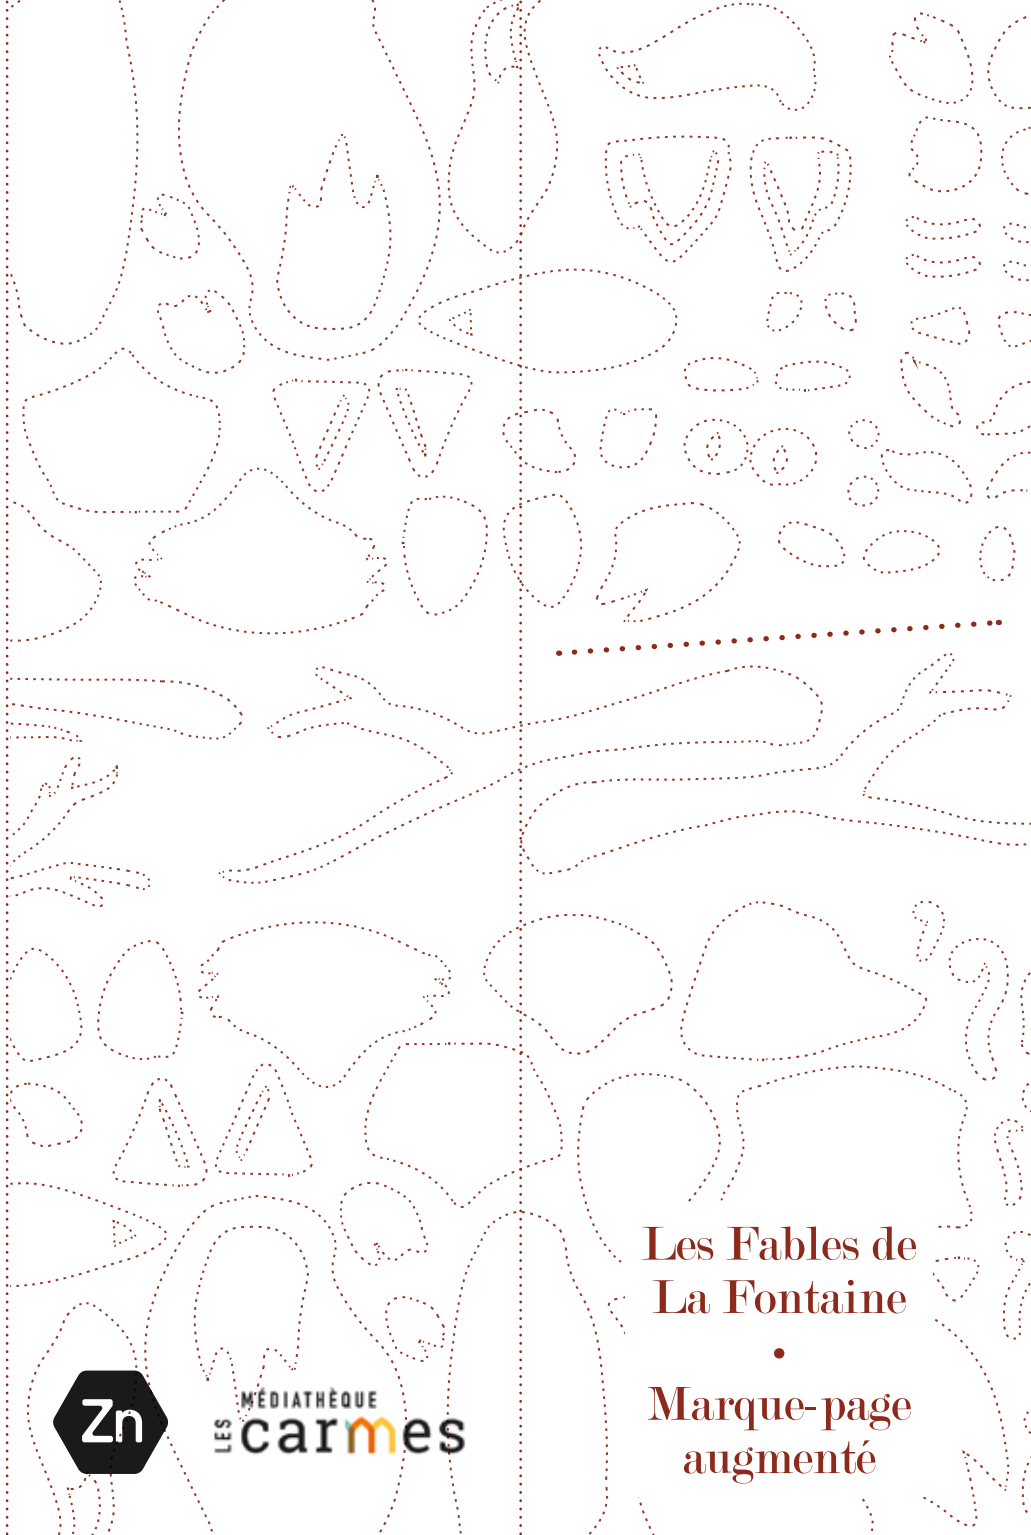 Les Fables de
La Fontaine
•
Marque-page
augmenté
Zn
MÉDIATHÈQUE
LES carmes